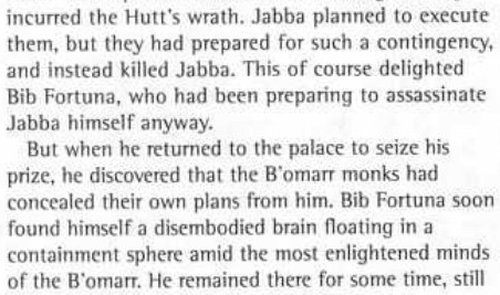 incurred the Hutt's wrath. Jabba planned to execute
them, but they had prepared for such a contingency,
and instead killed Jabba. This of course delighted
Bib Fortuna, who had been preparing to assassinate
Jabba himself anyway.
But when he returned to the palace to seize his
prize, he discovered that the B'omarr monks had
concealed their own plans from him. Bib Fortuna soon
found himself a disembodied brain floating in a
containment sphere amid the most enlightened minds
of the B'omarr. He remained there for some time, still